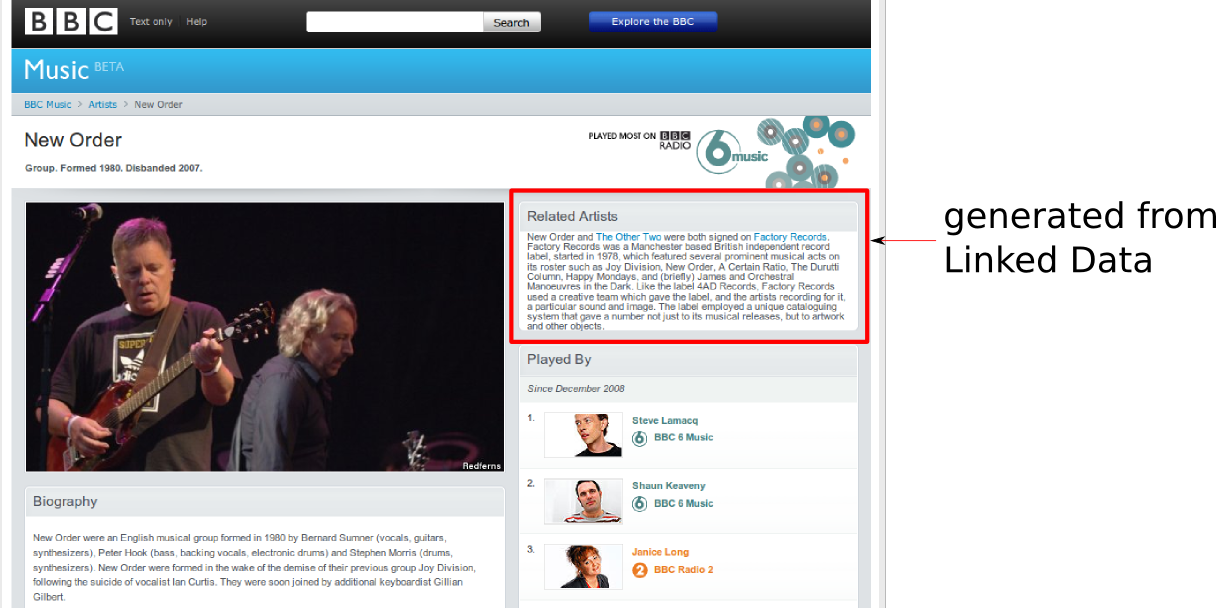 BBC Text only Help Search Explore the BBC
Music BETA
BBC Music > Artists > New Order
New Order
Group. Formed 1980. Disbanded 2007.
PLAYED MOST ON BBC RADIO 6 music
Redferns
Biography
New Order were an English musical group formed in 1980 by Bernard Sumner (vocals, guitars,
synthesizers), Peter Hook (bass, backing vocals, electronic drums) and Stephen Morris (drums,
synthesizers). New Order were formed in the wake of the demise of their previous group Joy Division,
following the suicide of vocalist Ian Curtis. They were soon joined by additional keyboardist Gillian
Gilbert.
Related Artists
New Order and The Other Two were both signed on Factory Records.
Factory Records was a Manchester based British independent record
label, started in 1978, which featured several prominent musical acts on
its roster such as Joy Division, New Order, A Certain Ratio, The Durutti
Column, Happy Mondays, and (briefly) James and Orchestral
Manoeuvres in the Dark. Like the label 4AD Records, Factory Records
used a creative team which gave the label, and the artists recording for it,
a particular sound and image. The label employed a unique cataloguing
system that gave a number not just to its musical releases, but to artwork
and other objects.
Played By
Since December 2008
1. Steve Lamacq
6 BBC 6 Music
2. Shaun Keaveny
6 BBC 6 Music
3. Janice Long
2 BBC Radio 2
generated from
Linked Data